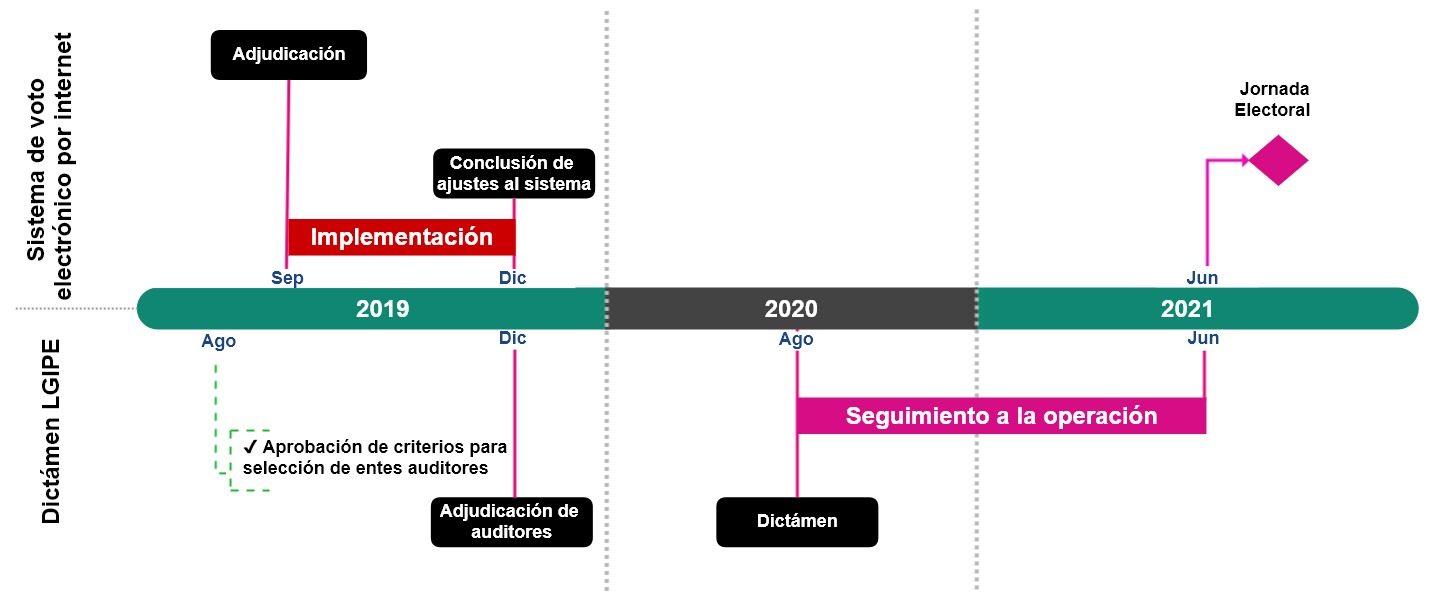 Sistema de voto
electrónico por internet
Adjudicación
Conclusión de
ajustes al sistema
Implementación
Jornada
Electoral
Sep
Dic
Jun
2019
2020
2021
Ago
Dic
Ago
Jun
Dictámen LGIPE
✓ Aprobación de criterios para
selección de entes auditores
Seguimiento a la operación
Adjudicación de
auditores
Dictámen